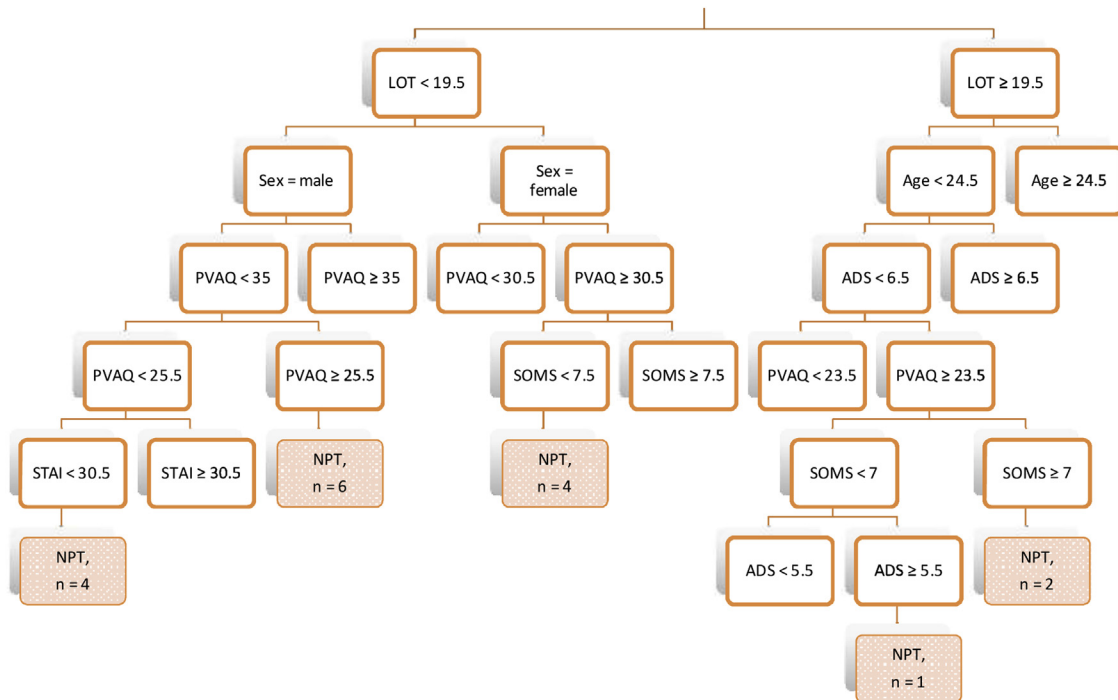 LOT < 19.5
LOT ≥ 19.5
Sex = male
Sex =
female
Age < 24.5
Age ≥ 24.5
PVAQ < 35
PVAQ ≥ 35
PVAQ < 30.5
PVAQ ≥ 30.5
ADS < 6.5
ADS ≥ 6.5
PVAQ < 25.5
PVAQ ≥ 25.5
SOMS < 7.5
SOMS ≥ 7.5
PVAQ < 23.5
PVAQ ≥ 23.5
STAI < 30.5
STAI ≥ 30.5
NPT,
n = 6
NPT,
n = 4
SOMS < 7
SOMS ≥ 7
NPT,
n = 4
ADS < 5.5
ADS ≥ 5.5
NPT,
n = 2
NPT,
n = 1